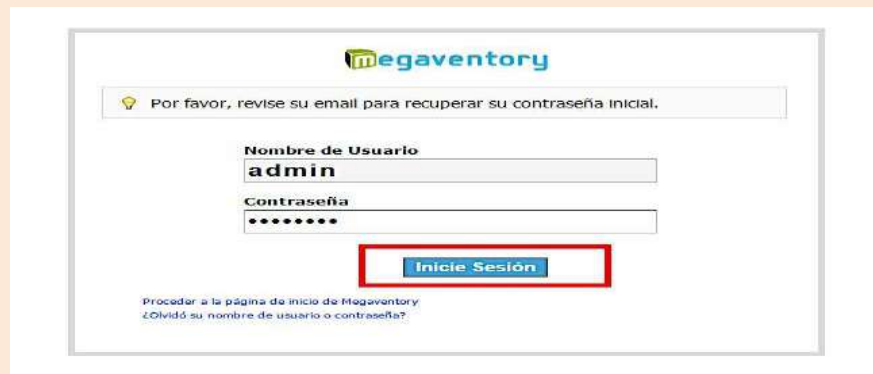 megaventory
Por favor, revise su email para recuperar su contraseña inicial.
Nombre de Usuario
admin
Contraseña
••••••••
Inicie Sesión
Proceder a la página de inicio de Megaventory
¿Olvidó su nombre de usuario o contraseña?